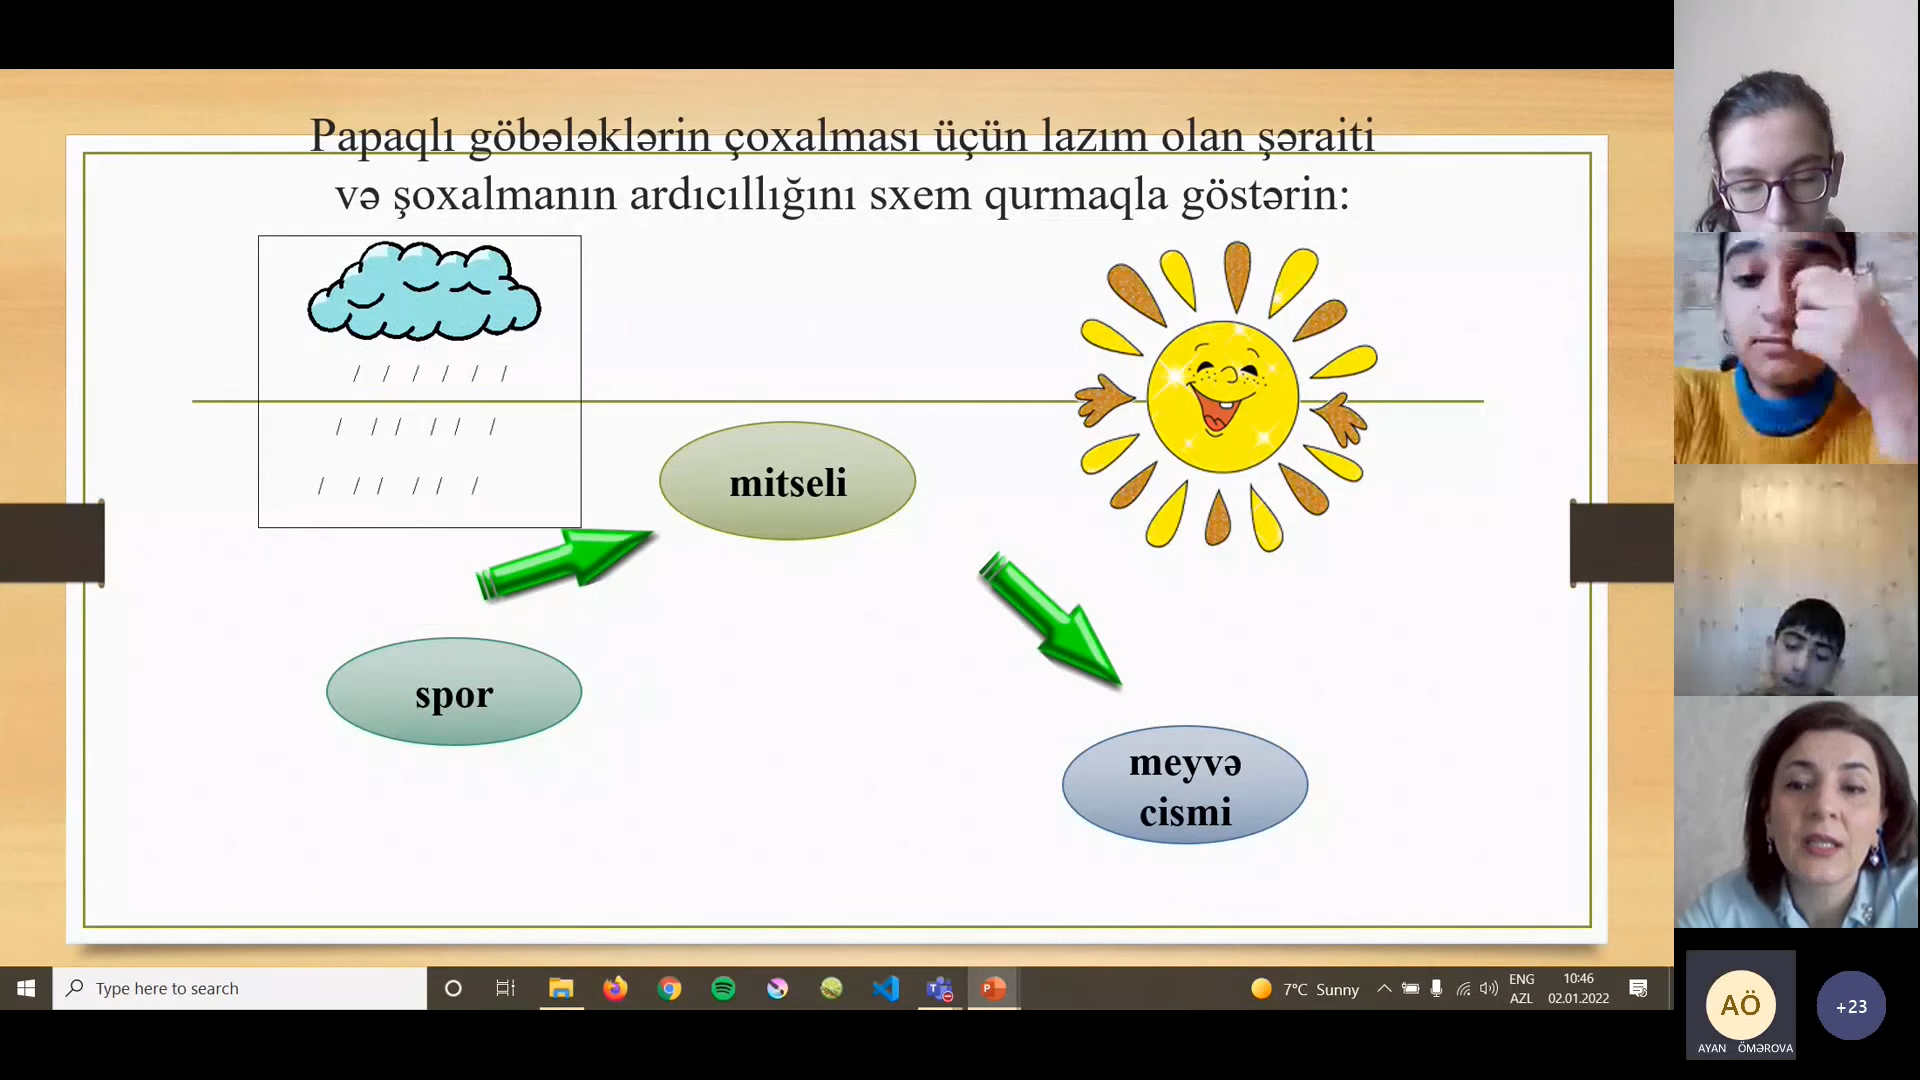 Papaqlı göbələklərin çoxalması üçün lazım olan şəraiti
və şoxalmanın ardıcıllığını sxem qurmaqla göstərin:
/ / / / / /
/ / / / / /
/ / / / / /
mitseli
spor
meyvə
cismi
Type here to search
7°C Sunny
ENG
AZL
10:46
02.01.2022
AÖ
AYAN ÖMƏROVA
+23